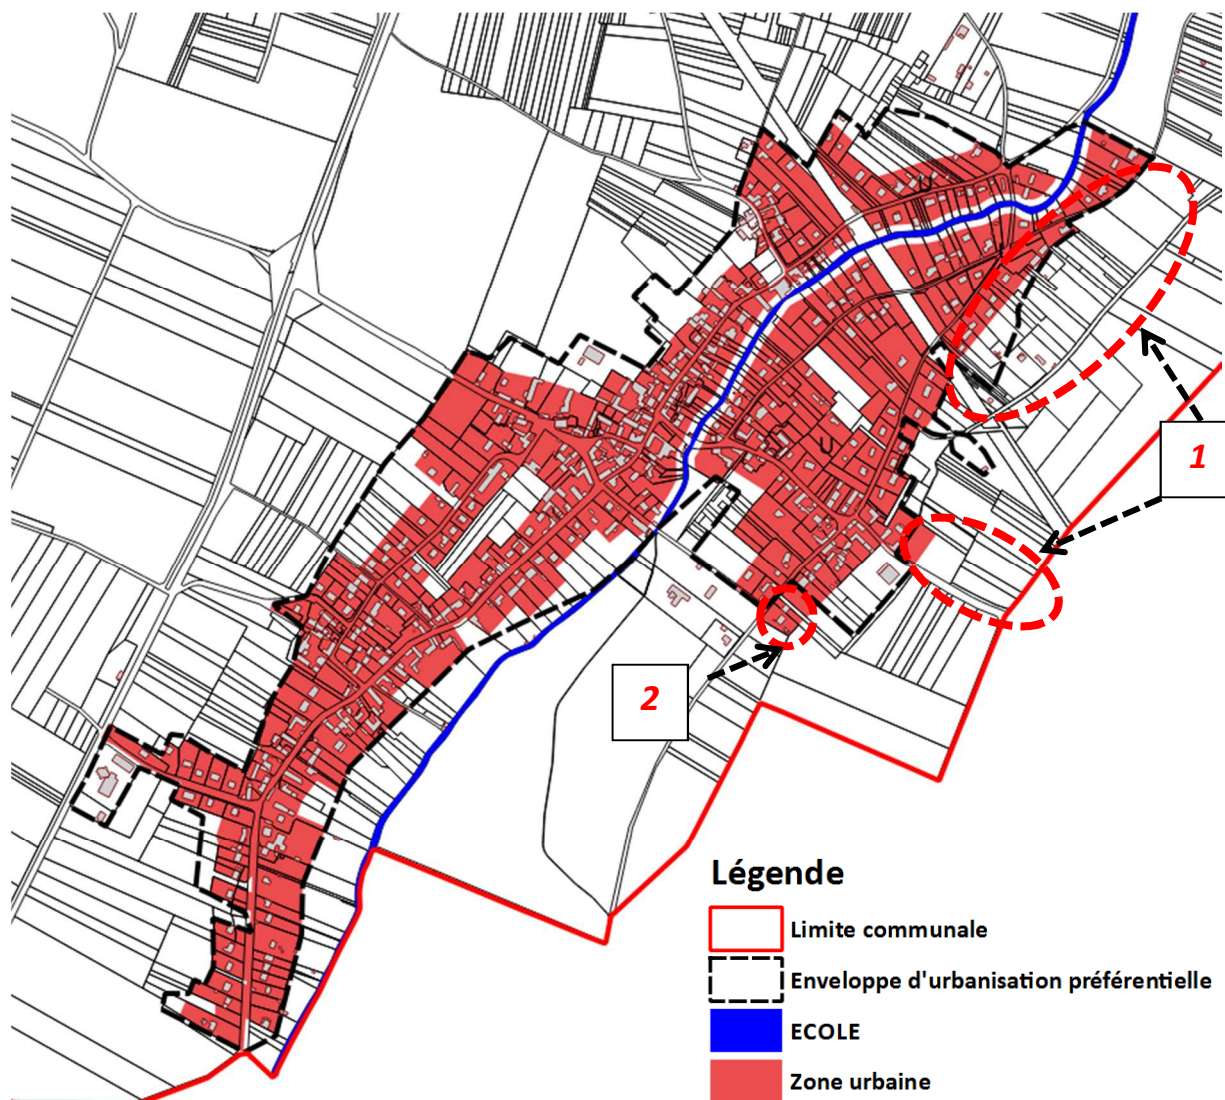 U
U
1
2
Légende
Limite communale
Enveloppe d'urbanisation préférentielle
ECOLE
Zone urbaine